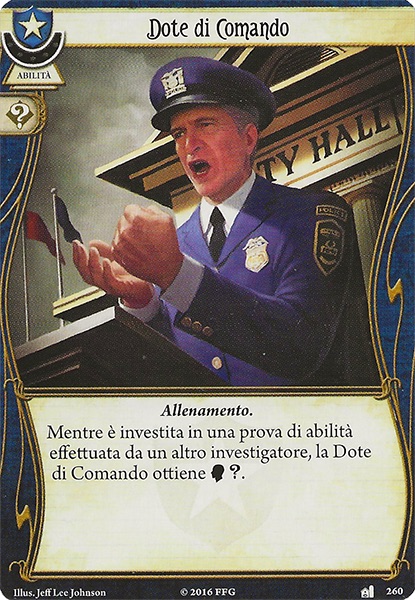 Dote di Comando
ABILITÀ
?
CITY HALL
POLICE
Allenamento.
Mentre è investita in una prova di abilità
effettuata da un altro investigatore, la Dote
di Comando ottiene ?.
Illus. Jeff Lee Johnson
© 2016 FFG
260